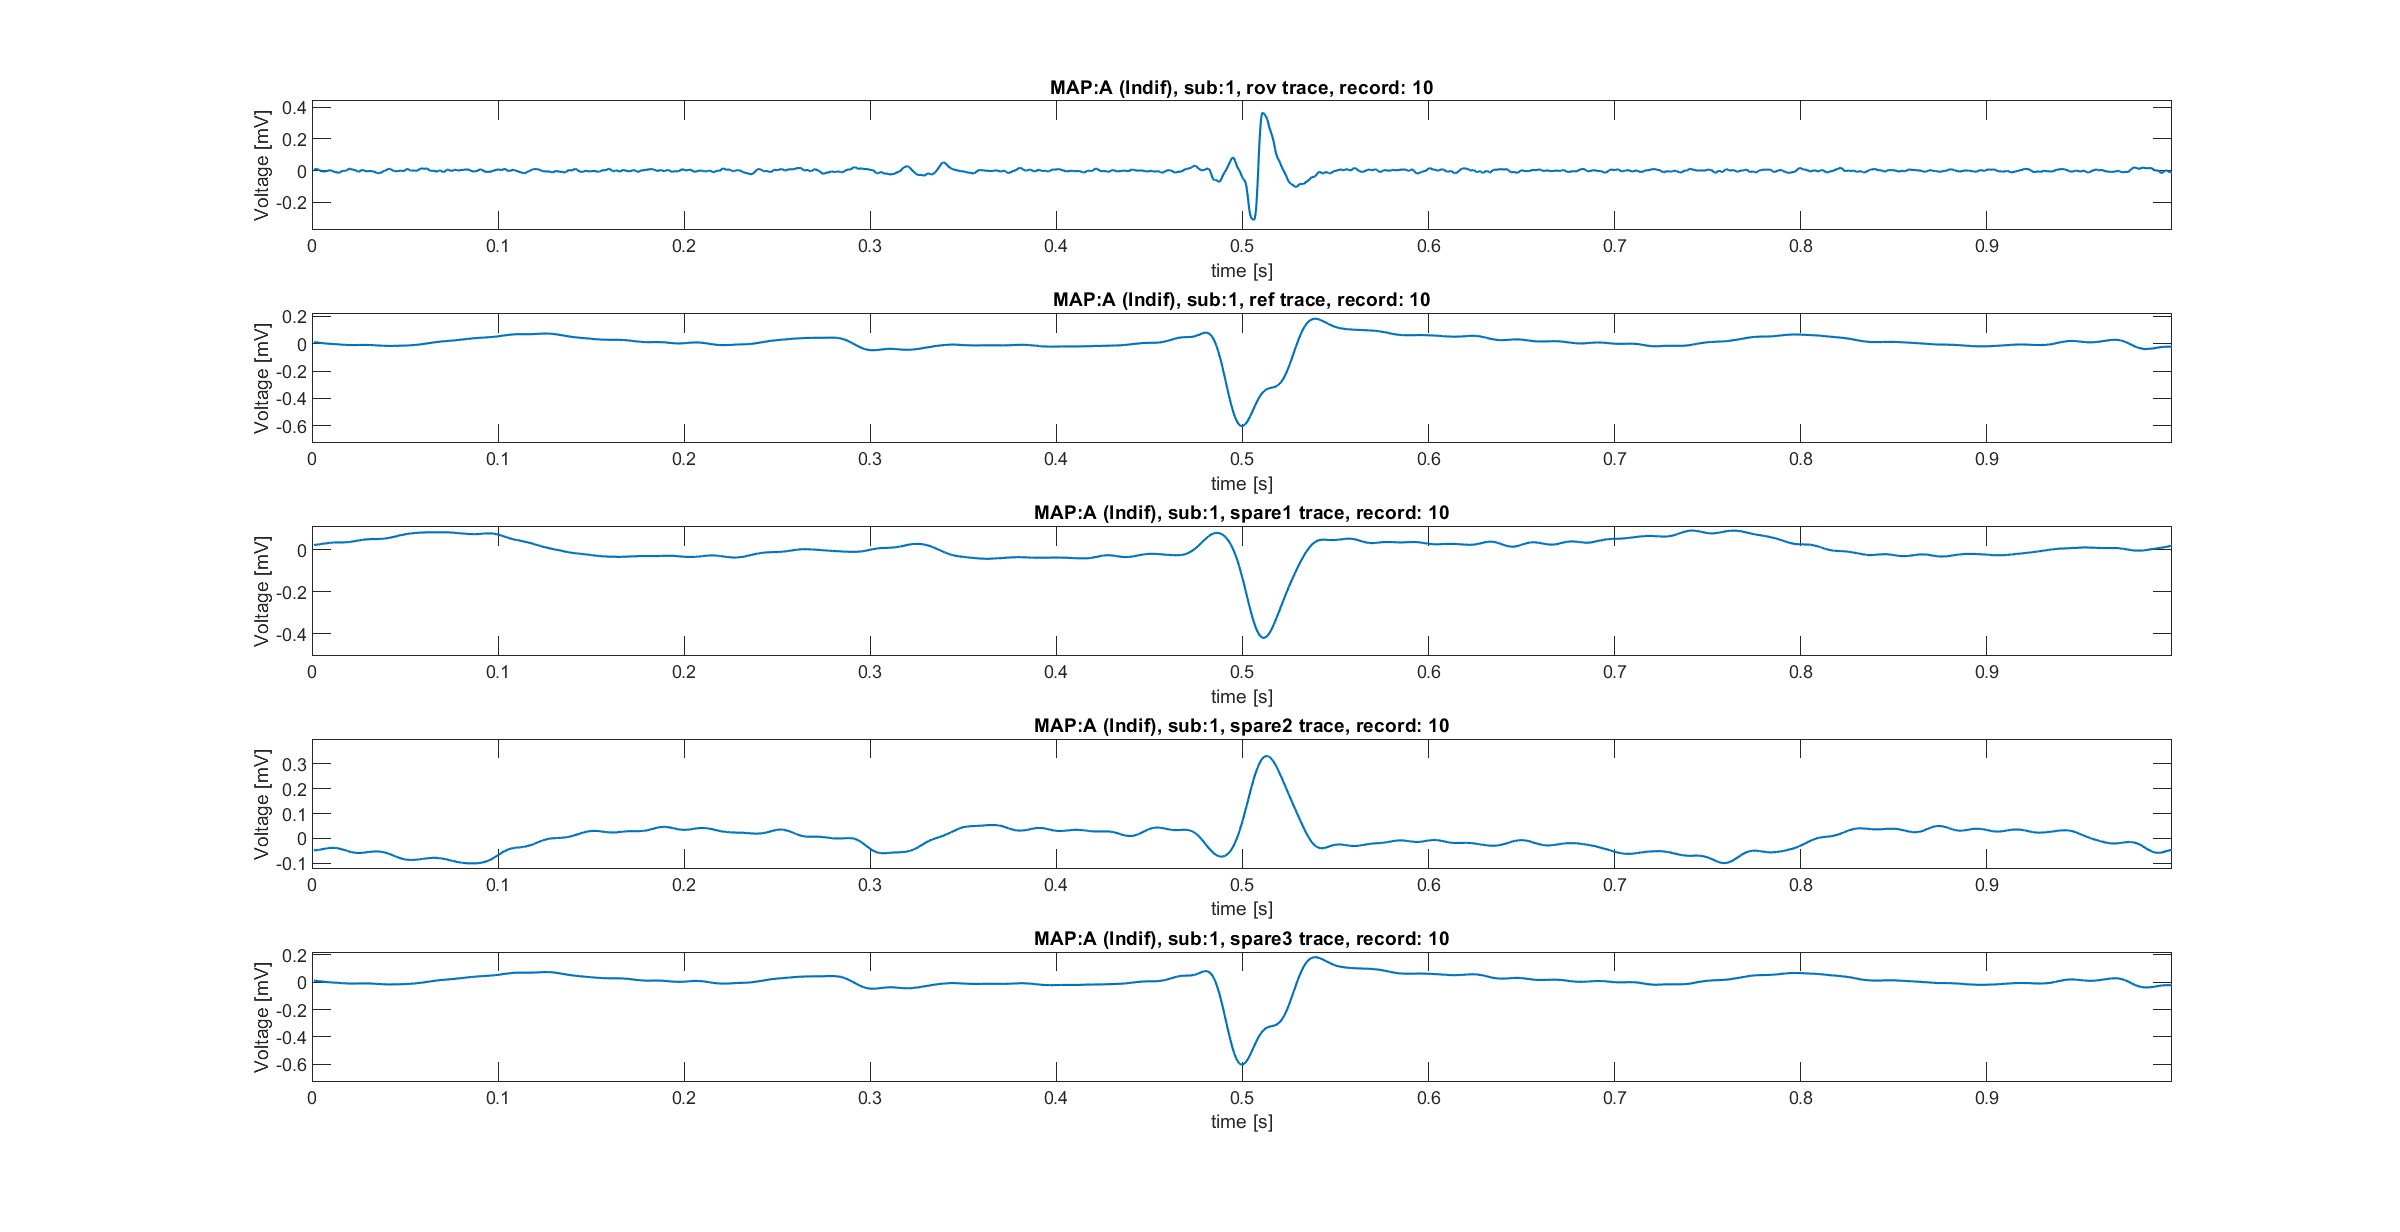 MAP:A (Indif), sub:1, rov trace, record: 10
Voltage [mV]
0.4
0.2
0
-0.2
0 0.1 0.2 0.3 0.4 0.5 0.6 0.7 0.8 0.9
time [s]
MAP:A (Indif), sub:1, ref trace, record: 10
Voltage [mV]
0.2
0
-0.2
-0.4
-0.6
0 0.1 0.2 0.3 0.4 0.5 0.6 0.7 0.8 0.9
time [s]
MAP:A (Indif), sub:1, spare1 trace, record: 10
Voltage [mV]
0
-0.2
-0.4
0 0.1 0.2 0.3 0.4 0.5 0.6 0.7 0.8 0.9
time [s]
MAP:A (Indif), sub:1, spare2 trace, record: 10
Voltage [mV]
0.3
0.2
0.1
0
-0.1
0 0.1 0.2 0.3 0.4 0.5 0.6 0.7 0.8 0.9
time [s]
MAP:A (Indif), sub:1, spare3 trace, record: 10
Voltage [mV]
0.2
0
-0.2
-0.4
-0.6
0 0.1 0.2 0.3 0.4 0.5 0.6 0.7 0.8 0.9
time [s]